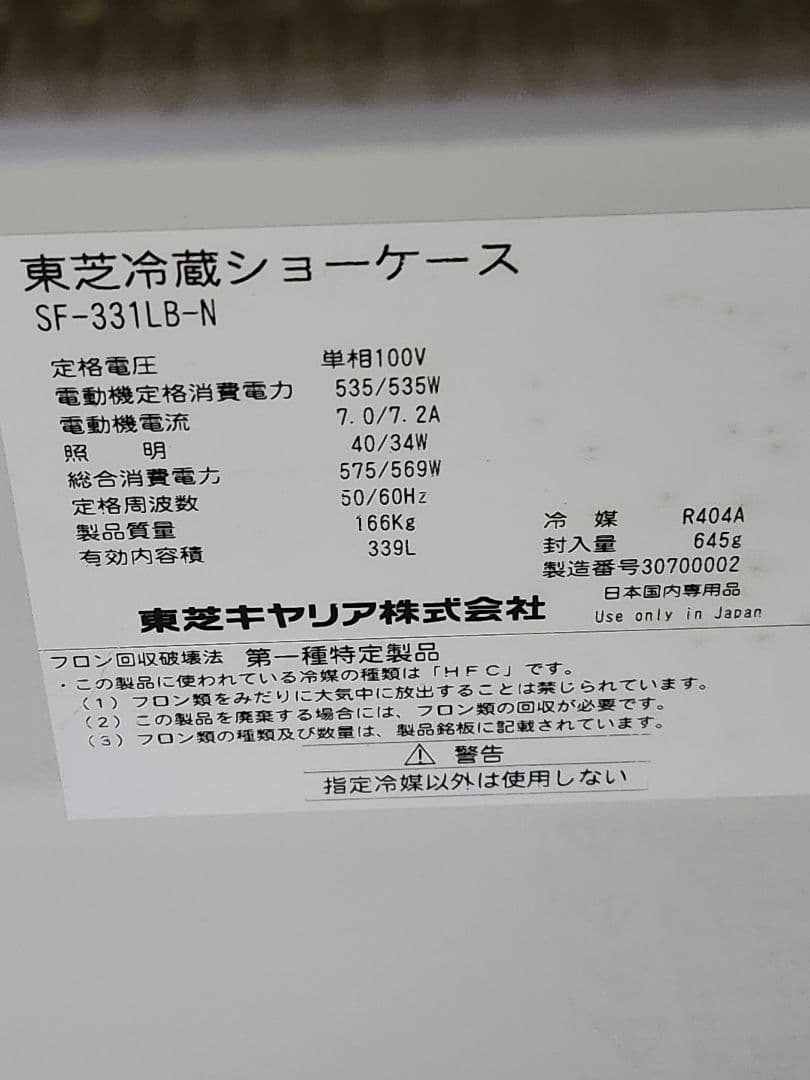 東芝冷蔵ショーケース
SF-331LB-N
定格電圧 単相100V
電動機定格消費電力 535/535W
電動機電流 7.0/7.2A
照 明 40/34W
総合消費電力 575/569W
定格周波数 50/60Hz
製品質量 166Kg
有効内容積 339L
冷 媒 R404A
封入量 645g
製造番号30700002
日本国内専用品
東芝キヤリア株式会社 Use only in Japan
フロン回収破壊法 第一種特定製品
・この製品に使われている冷媒の種類は「HFC」です。
(1) フロン類をみだりに大気中に放出することは禁じられています。
(2) この製品を廃棄する場合には、フロン類の回収が必要です。
(3) フロン類の種類及び数量は、製品銘板に記載されています。
⚠ 警告
指定冷媒以外は使用しない